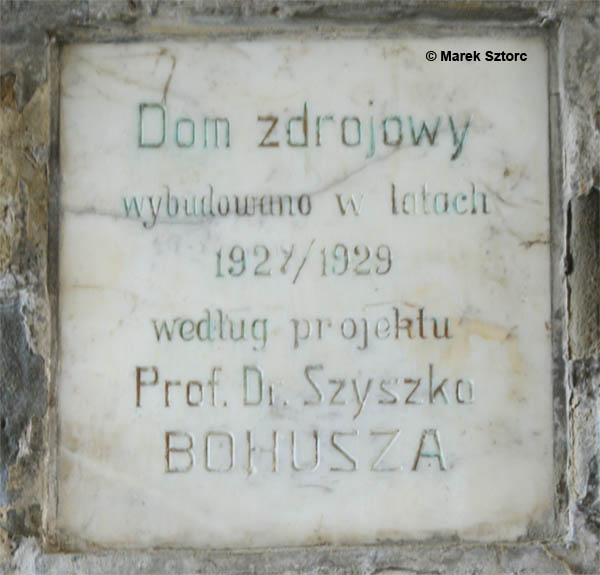 © Marek Sztorc
Dom zdrojowy
wybudowano w latach
1927/1929
według projektu
Prof. Dr. Szyszko
BOHUSZA